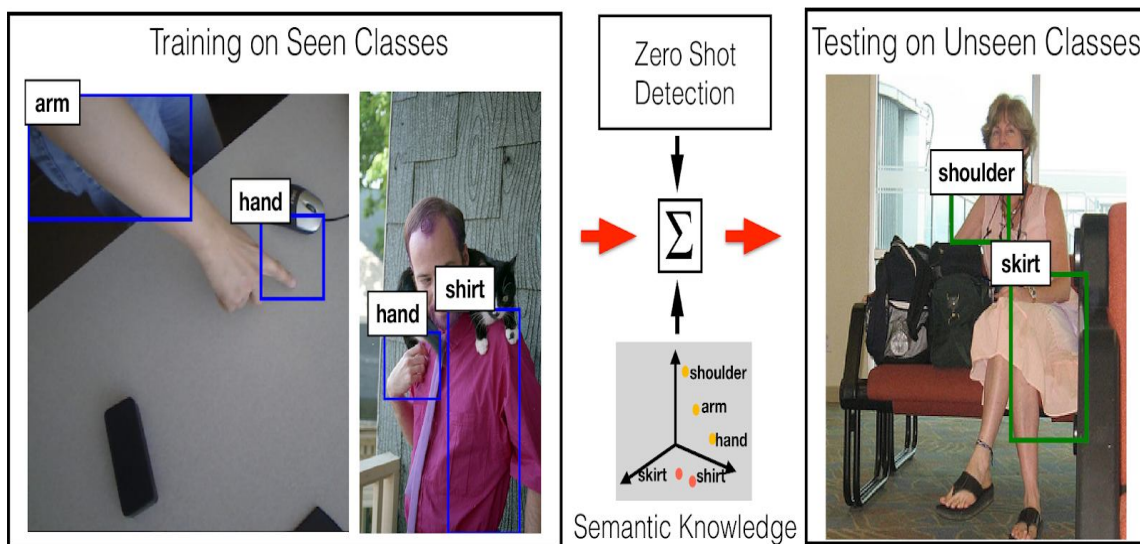 Training on Seen Classes
arm
hand
hand
shirt
Zero Shot
Detection
Σ
shoulder
arm
hand
skirt
shirt
Semantic Knowledge
Testing on Unseen Classes
shoulder
skirt